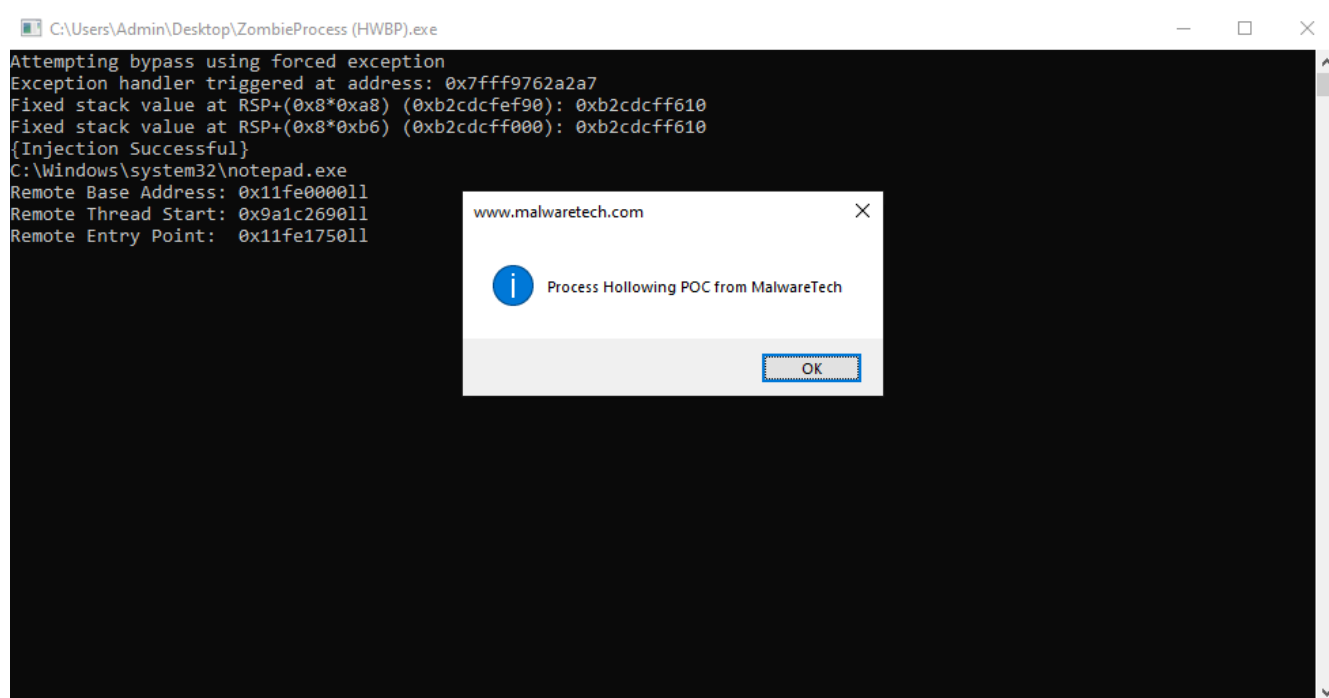 C:\Users\Admin\Desktop\ZombieProcess (HWBP).exe
Attempting bypass using forced exception
Exception handler triggered at address: 0x7fff9762a2a7
Fixed stack value at RSP+(0x8*0xa8) (0xb2cdcfef90): 0xb2cdcff610
Fixed stack value at RSP+(0x8*0xb6) (0xb2cdcff000): 0xb2cdcff610
{Injection Successful}
C:\Windows\system32\notepad.exe
Remote Base Address: 0x11fe0000ll
Remote Thread Start: 0x9a1c2690ll
Remote Entry Point:  0x11fe1750ll
www.malwaretech.com
Process Hollowing POC from MalwareTech
OK